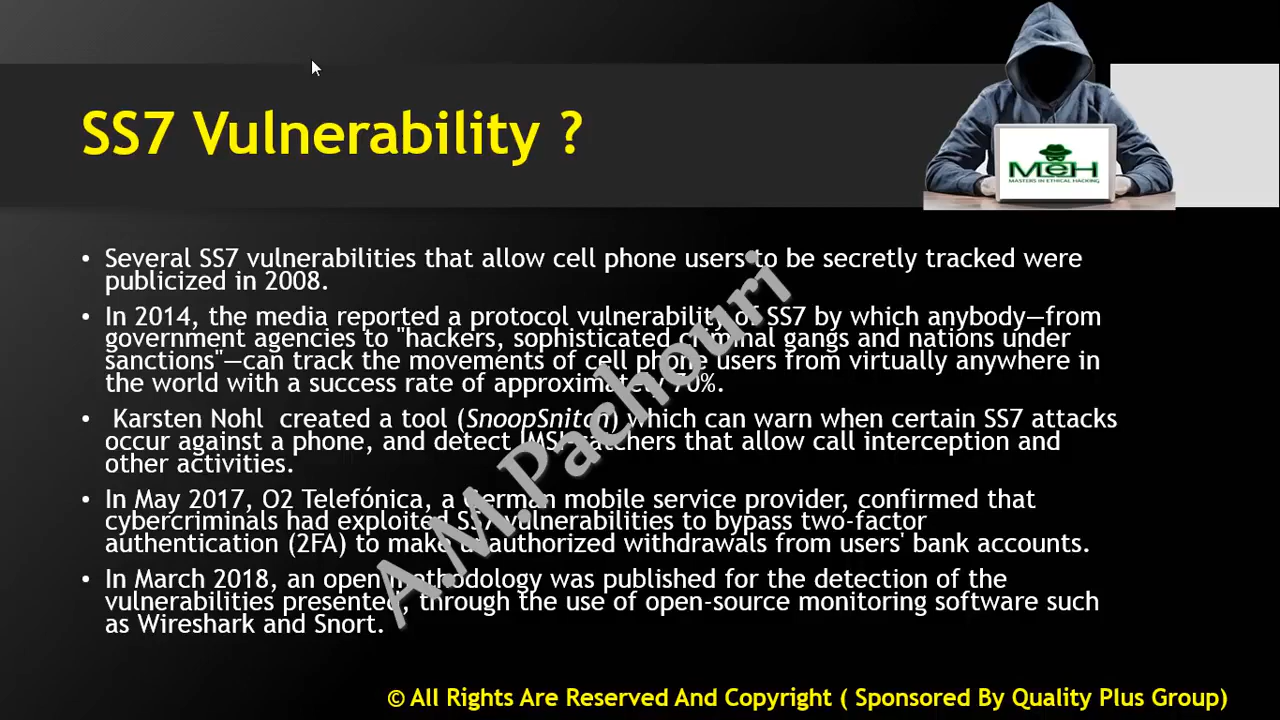 SS7 Vulnerability ?
MeH
MASTERS IN ETHICAL HACKING
• Several SS7 vulnerabilities that allow cell phone users to be secretly tracked were
publicized in 2008.
• In 2014, the media reported a protocol vulnerability of SS7 by which anybody—from
government agencies to "hackers, sophisticated criminal gangs and nations under
sanctions"—can track the movements of cell phone users from virtually anywhere in
the world with a success rate of approximately 70%.
• Karsten Nohl created a tool (SnoopSnitch) which can warn when certain SS7 attacks
occur against a phone, and detect IMSI-catchers that allow call interception and
other activities.
• In May 2017, O2 Telefónica, a German mobile service provider, confirmed that
cybercriminals had exploited SS7 vulnerabilities to bypass two-factor
authentication (2FA) to make unauthorized withdrawals from users' bank accounts.
• In March 2018, an open methodology was published for the detection of the
vulnerabilities presented, through the use of open-source monitoring software such
as Wireshark and Snort.
A.M.Pachouri
© All Rights Are Reserved And Copyright ( Sponsored By Quality Plus Group)